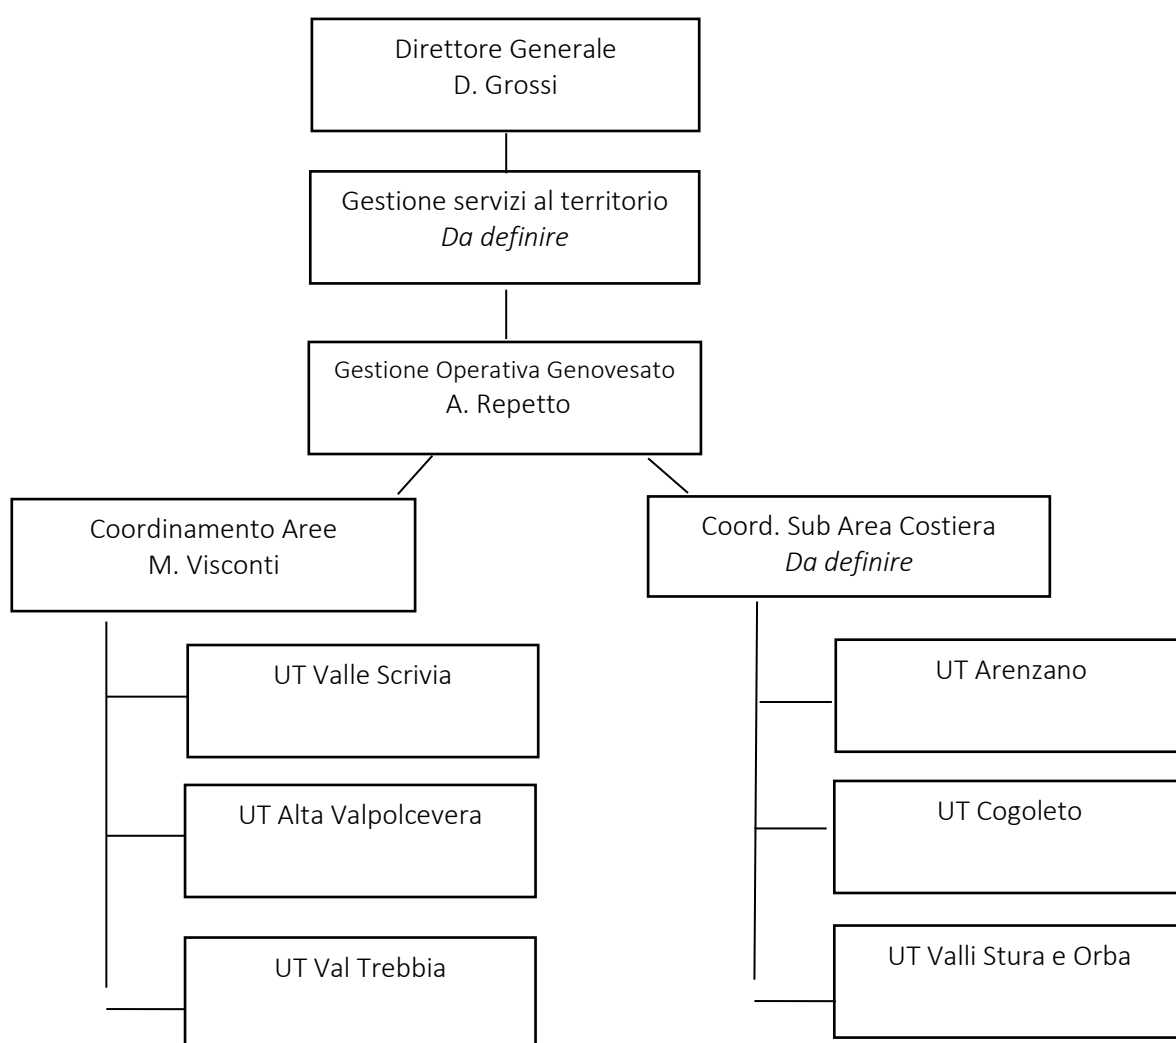 Direttore Generale
D. Grossi
Gestione servizi al territorio
Da definire
Gestione Operativa Genovesato
A. Repetto
Coordinamento Aree
M. Visconti
Coord. Sub Area Costiera
Da definire
UT Valle Scrivia
UT Alta Valpolcevera
UT Val Trebbia
UT Arenzano
UT Cogoleto
UT Valli Stura e Orba